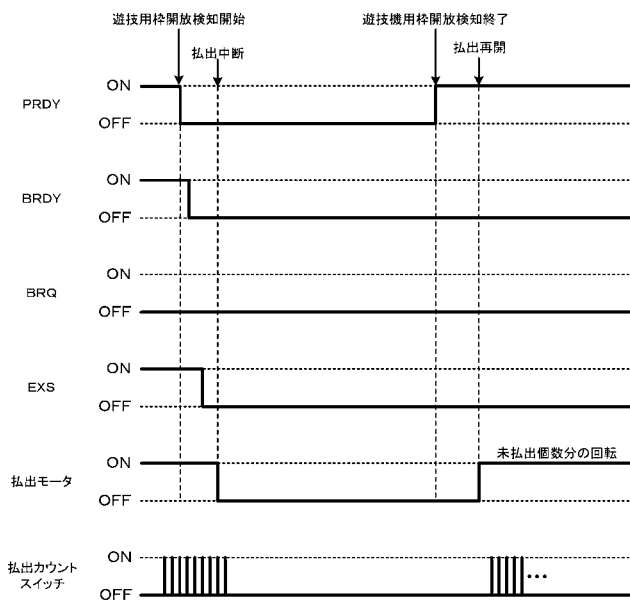 遊技用枠開放検知開始
遊技機用枠開放検知終了
払出中断
払出再開
PRDY
ON
OFF
BRDY
ON
OFF
BRQ
ON
OFF
EXS
ON
OFF
払出モータ
ON
OFF
未払出個数分の回転
払出カウント
スイッチ
ON
OFF
...